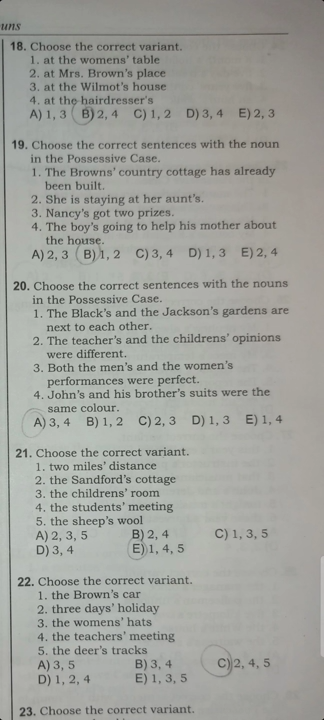 uns
18. Choose the correct variant.
1. at the womens' table
2. at Mrs. Brown's place
3. at the Wilmot's house
4. at the hairdresser's
A) 1, 3 B) 2, 4 C) 1, 2 D) 3, 4 E) 2, 3
19. Choose the correct sentences with the noun
in the Possessive Case.
1. The Browns' country cottage has already
been built.
2. She is staying at her aunt's.
3. Nancy's got two prizes.
4. The boy's going to help his mother about
the house.
A) 2, 3 B) 1, 2 C) 3, 4 D) 1, 3 E) 2, 4
20. Choose the correct sentences with the nouns
in the Possessive Case.
1. The Black's and the Jackson's gardens are
next to each other.
2. The teacher's and the childrens' opinions
were different.
3. Both the men's and the women's
performances were perfect.
4. John's and his brother's suits were the
same colour.
A) 3, 4 B) 1, 2 C) 2, 3 D) 1, 3 E) 1, 4
21. Choose the correct variant.
1. two miles' distance
2. the Sandford's cottage
3. the childrens' room
4. the students' meeting
5. the sheep's wool
A) 2, 3, 5 B) 2, 4 C) 1, 3, 5
D) 3, 4 E) 1, 4, 5
22. Choose the correct variant.
1. the Brown's car
2. three days' holiday
3. the womens' hats
4. the teachers' meeting
5. the deer's tracks
A) 3, 5 B) 3, 4 C) 2, 4, 5
D) 1, 2, 4 E) 1, 3, 5
23. Choose the correct variant.